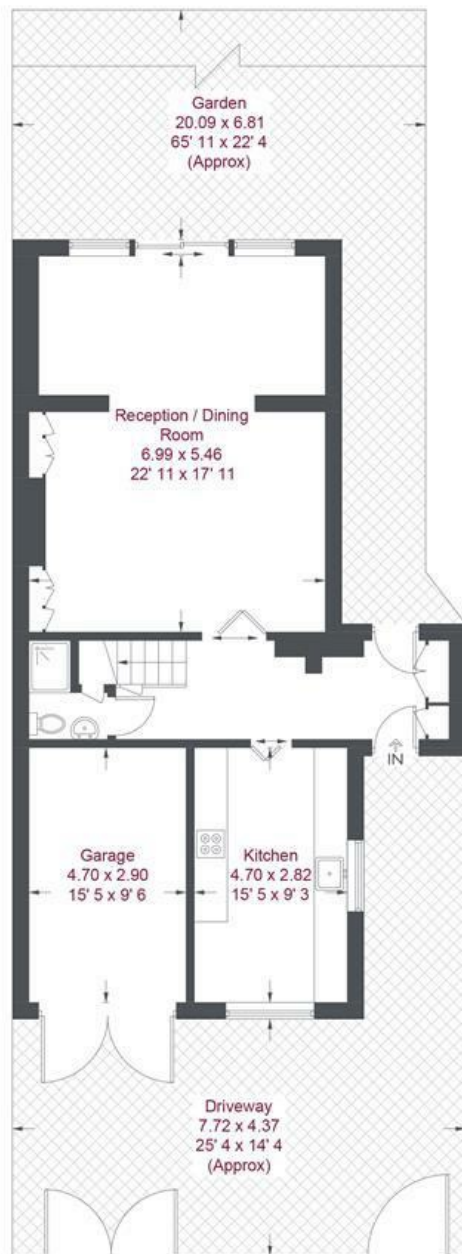 Garden
20.09 x 6.81
65' 11 x 22' 4
(Approx)
Reception / Dining
Room
6.99 x 5.46
22' 11 x 17' 11
IN
Garage
4.70 x 2.90
15' 5 x 9' 6
Kitchen
4.70 x 2.82
15' 5 x 9' 3
Driveway
7.72 x 4.37
25' 4 x 14' 4
(Approx)